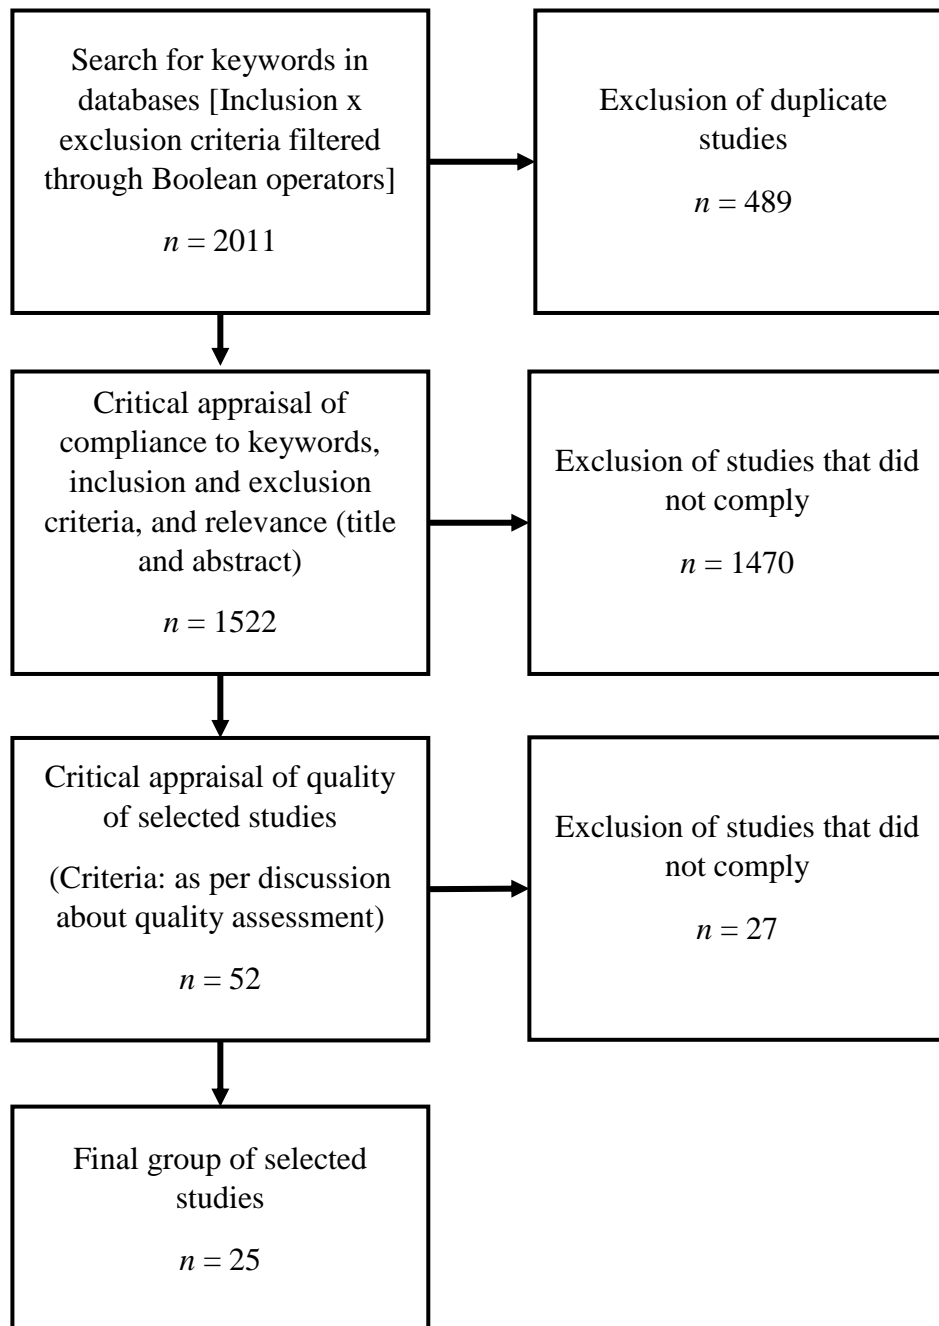 Search for keywords in
databases [Inclusion x
exclusion criteria filtered
through Boolean operators]
n = 2011
Exclusion of duplicate
studies
n = 489
Critical appraisal of
compliance to keywords,
inclusion and exclusion
criteria, and relevance (title
and abstract)
n = 1522
Exclusion of studies that did
not comply
n = 1470
Critical appraisal of quality
of selected studies
(Criteria: as per discussion
about quality assessment)
n = 52
Exclusion of studies that did
not comply
n = 27
Final group of selected
studies
n = 25